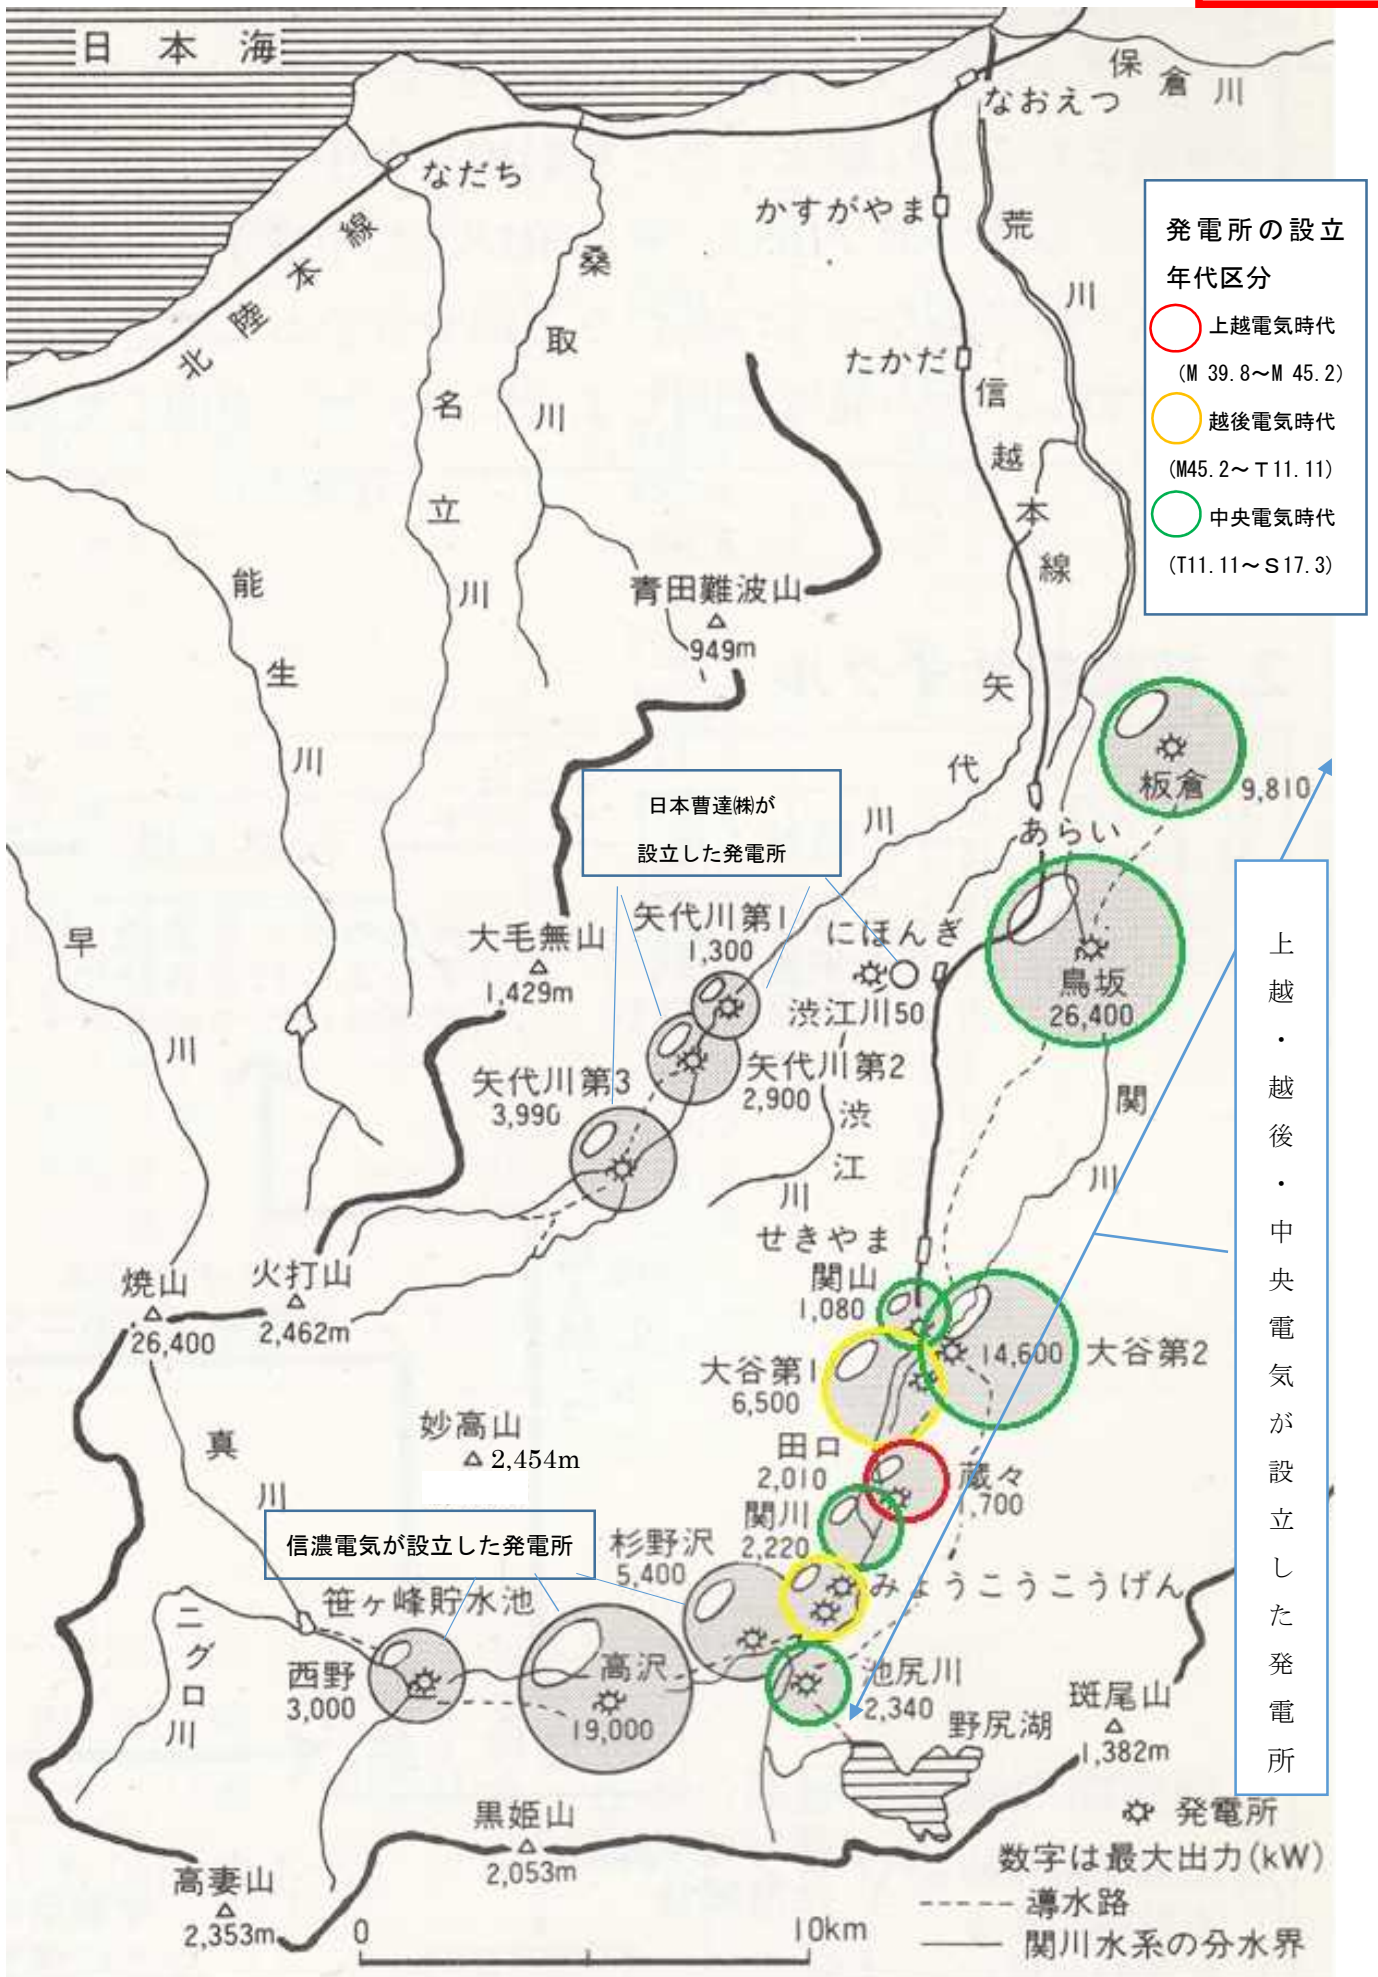 日本海
保倉川
なおえつ
なだち
かすがやま
荒川
北陸本線
桑取川
名立川
たかだ
信越本線
発電所の設立
年代区分
上越電気時代
(M 39.8～M 45.2)
越後電気時代
(M45.2～T11.11)
中央電気時代
(T11.11～S17.3)
能生川
青田難波山
949m
矢代川
板倉
9,810
日本曹達㈱が
設立した発電所
あらい
早川
大毛無山
1,429m
矢代川第1
1,300
にほんぎ
渋江川50
鳥坂
26,400
矢代川第3
3,990
矢代川第2
2,900
渋江川
関川
上越・越後・中央電気が設立した発電所
せきやま
関山
1,080
焼山
26,400
火打山
2,462m
大谷第1
6,500
14,600
大谷第2
真川
妙高山
2,454m
田口
2,010
蔵々
1,700
関川
2,220
信濃電気が設立した発電所
杉野沢
5,400
みょうこうこうげん
笹ヶ峰貯水池
ニグロ川
西野
3,000
高沢
19,000
池尻川
2,340
野尻湖
斑尾山
1,382m
黒姫山
2,053m
高妻山
2,353m
発電所
数字は最大出力(kW)
導水路
関川水系の分水界
0
10km